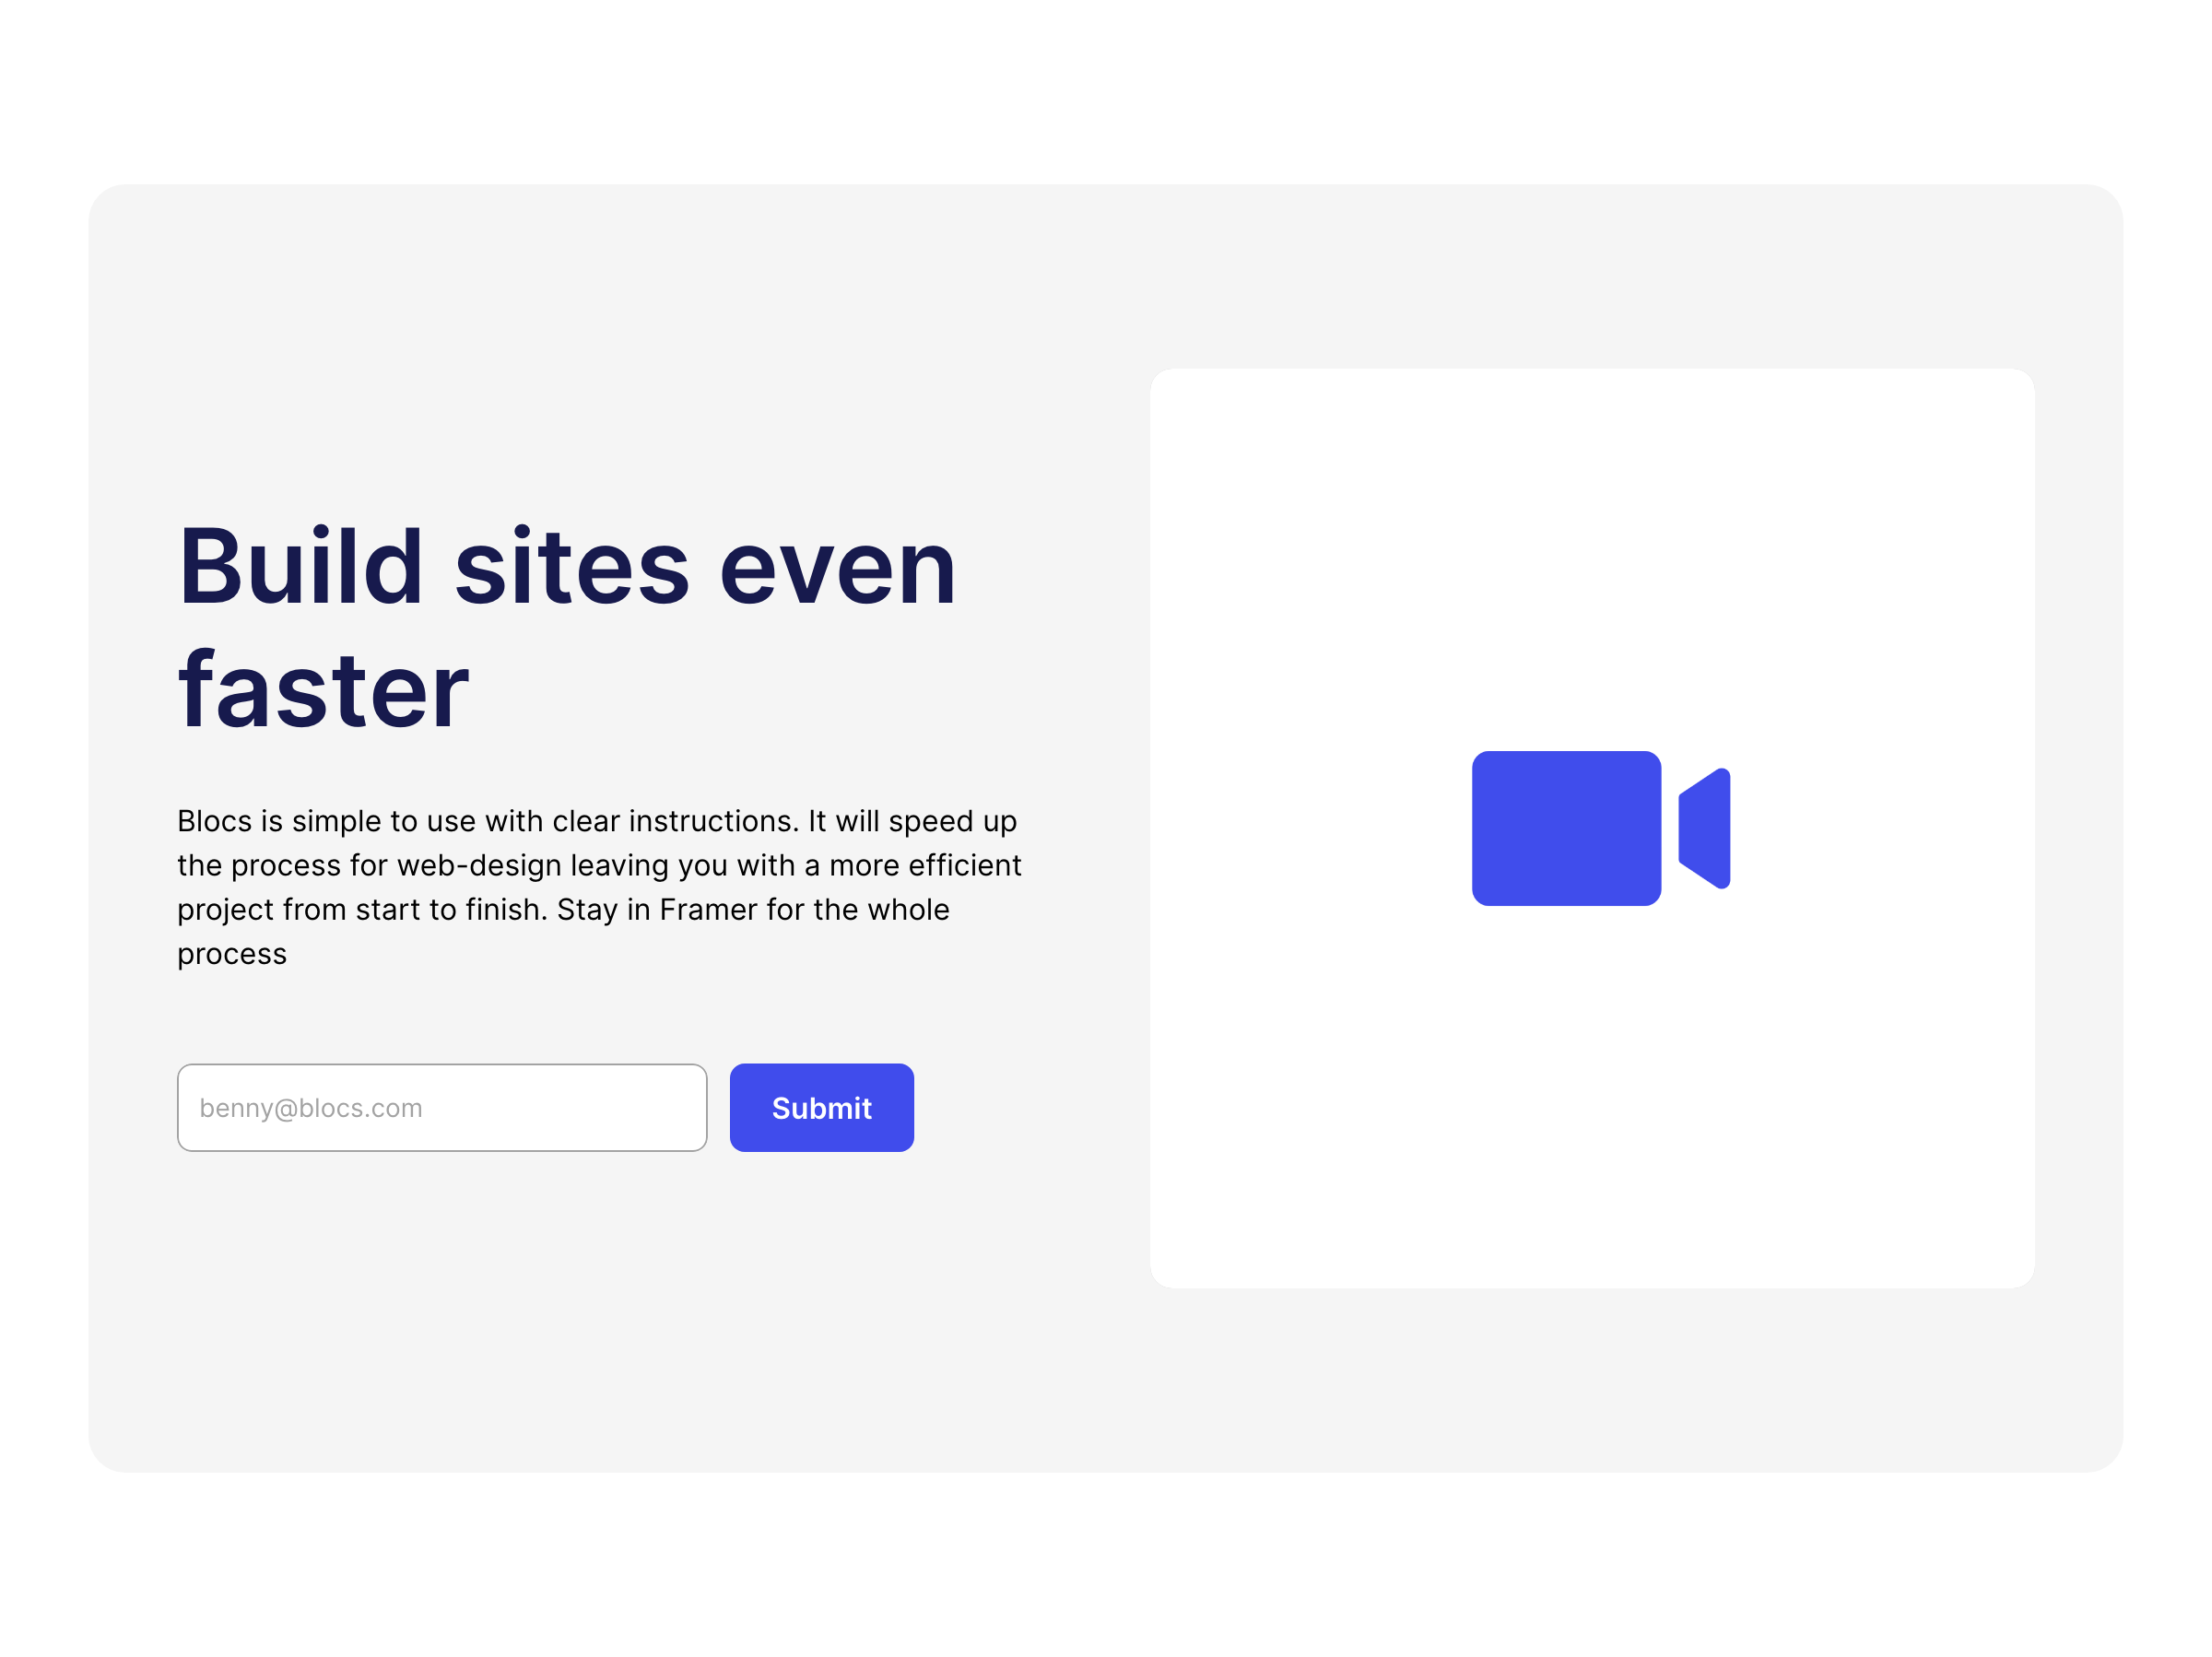 Build sites even
faster
Blocs is simple to use with clear instructions. It will speed up
the process for web-design leaving you with a more efficient
project from start to finish. Stay in Framer for the whole
process
benny@blocs.com
Submit